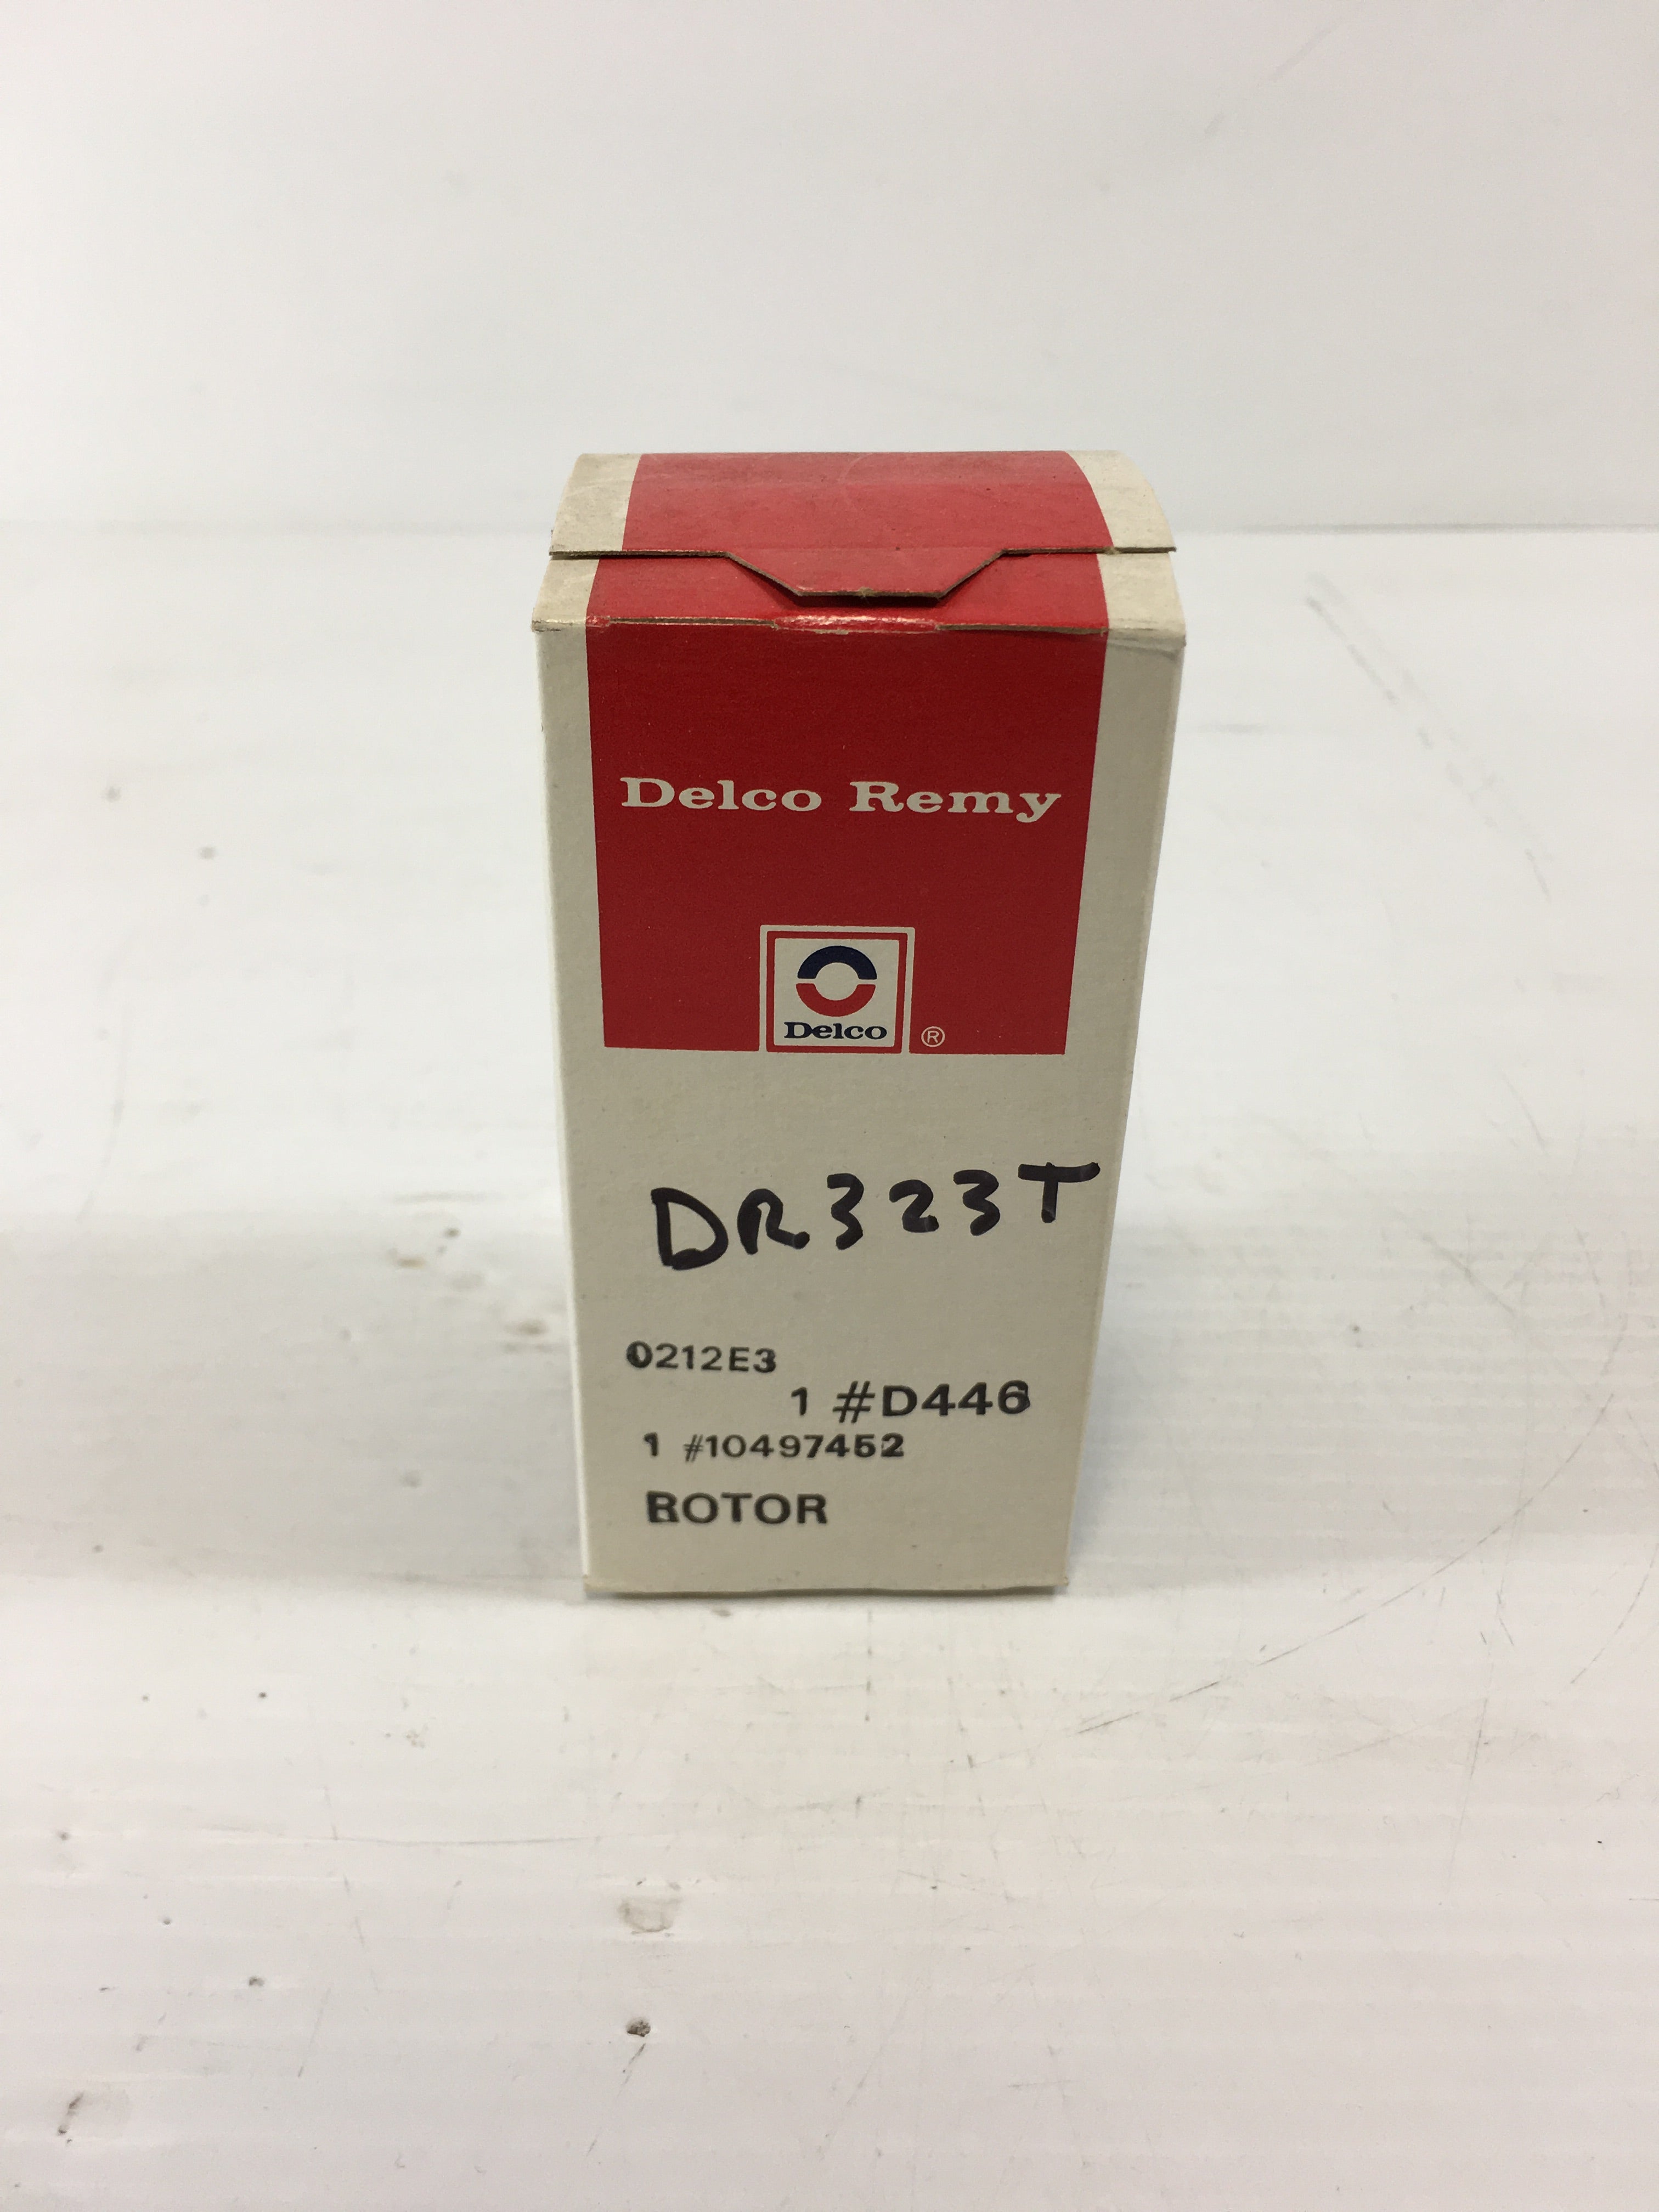 Delco Remy
Delco
®
DR323T
0212E3
1 #D446
1 #10497452
ROTOR